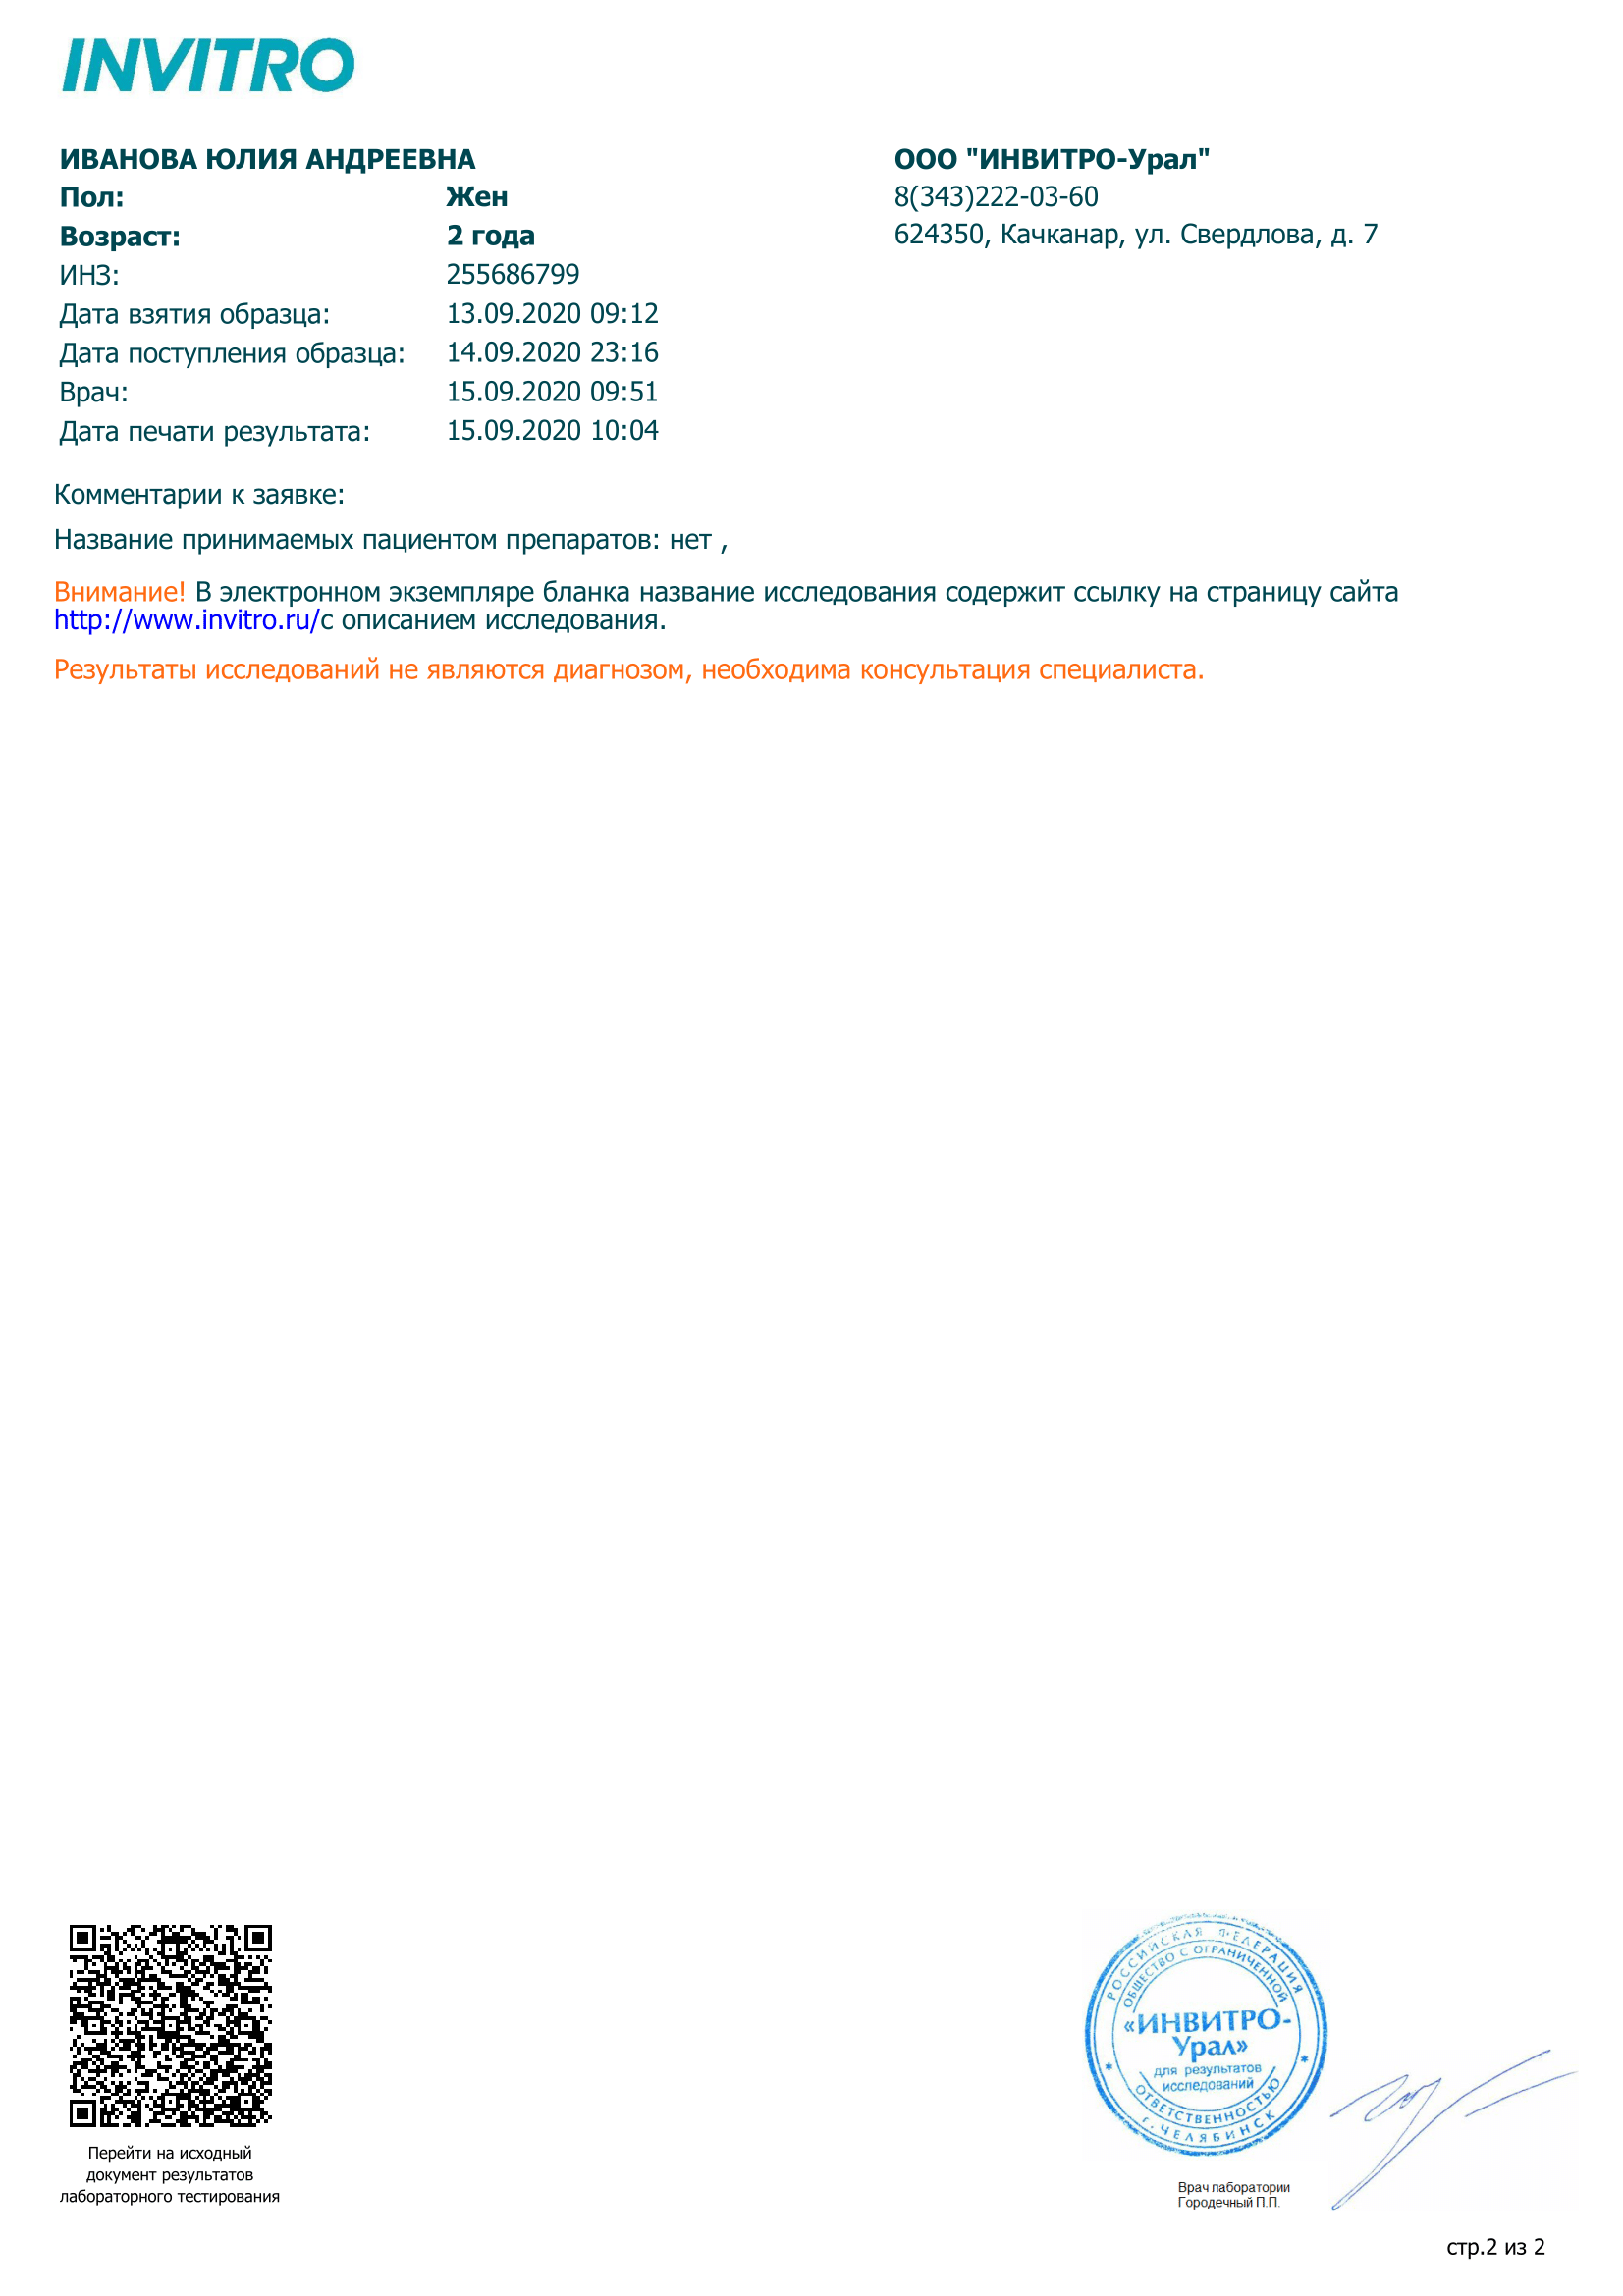 INVITRO
ИВАНОВА ЮЛИЯ АНДРЕЕВНА
Пол: Жен
Возраст: 2 года
ИНЗ: 255686799
Дата взятия образца: 13.09.2020 09:12
Дата поступления образца: 14.09.2020 23:16
Врач: 15.09.2020 09:51
Дата печати результата: 15.09.2020 10:04
ООО "ИНВИТРО-Урал"
8(343)222-03-60
624350, Качканар, ул. Свердлова, д. 7
Комментарии к заявке:
Название принимаемых пациентом препаратов: нет ,
Внимание! В электронном экземпляре бланка название исследования содержит ссылку на страницу сайта
http://www.invitro.ru/с описанием исследования.
Результаты исследований не являются диагнозом, необходима консультация специалиста.
Перейти на исходный
документ результатов
лабораторного тестирования
РОССИЙСКАЯ ФЕДЕРАЦИЯ
ОБЩЕСТВО С ОГРАНИЧЕННОЙ
«ИНВИТРО-
Урал»
для результатов
исследований
ОТВЕТСТВЕННОСТЬЮ
г. ЧЕЛЯБИНСК
Врач лаборатории
Городечный П.П.
стр.2 из 2